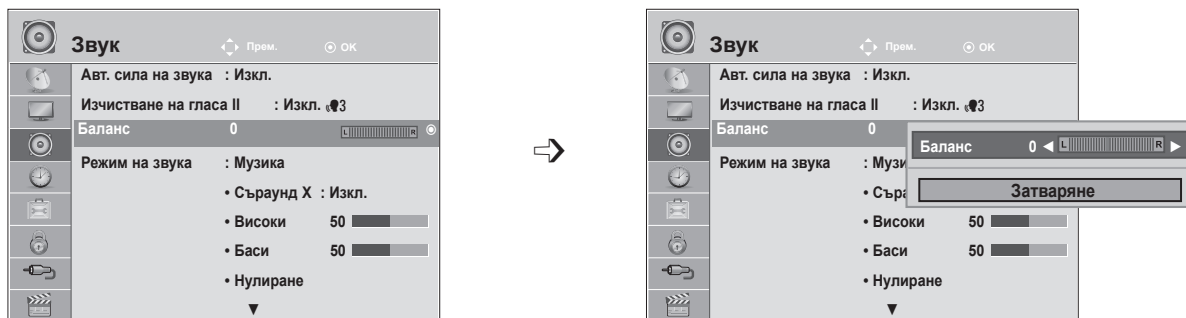 Звук Прем. OK
Авт. сила на звука : Изкл.
Изчистване на гласа II : Изкл. 3
Баланс 0 L R
Режим на звука : Музика
• Съраунд X : Изкл.
• Високи 50
• Баси 50
• Нулиране
▼
Звук Прем. OK
Авт. сила на звука : Изкл.
Изчистване на гласа II : Изкл. 3
Баланс 0
Баланс 0 ◀ L R ▶
Режим на звука : Музи
• Сър
Затваряне
• Високи 50
• Баси 50
• Нулиране
▼